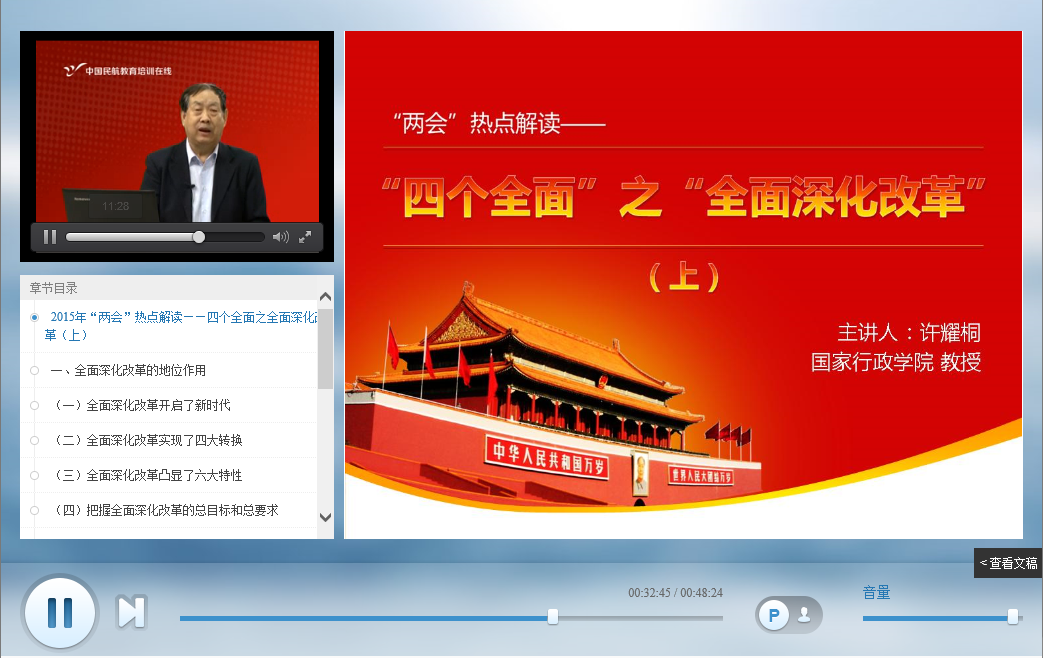 中国民航教育培训在线
11:28
章节目录
2015年“两会”热点解读－－四个全面之全面深化改
革（上）
一、全面深化改革的地位作用
（一）全面深化改革开启了新时代
（二）全面深化改革实现了四大转换
（三）全面深化改革凸显了六大特性
（四）把握全面深化改革的总目标和总要求
“两会”热点解读——
“四个全面”之“全面深化改革”
（上）
主讲人：许耀桐
国家行政学院 教授
中华人民共和国万岁
世界人民大团结万岁
<查看文稿
00:32:45 / 00:48:24
P
音量